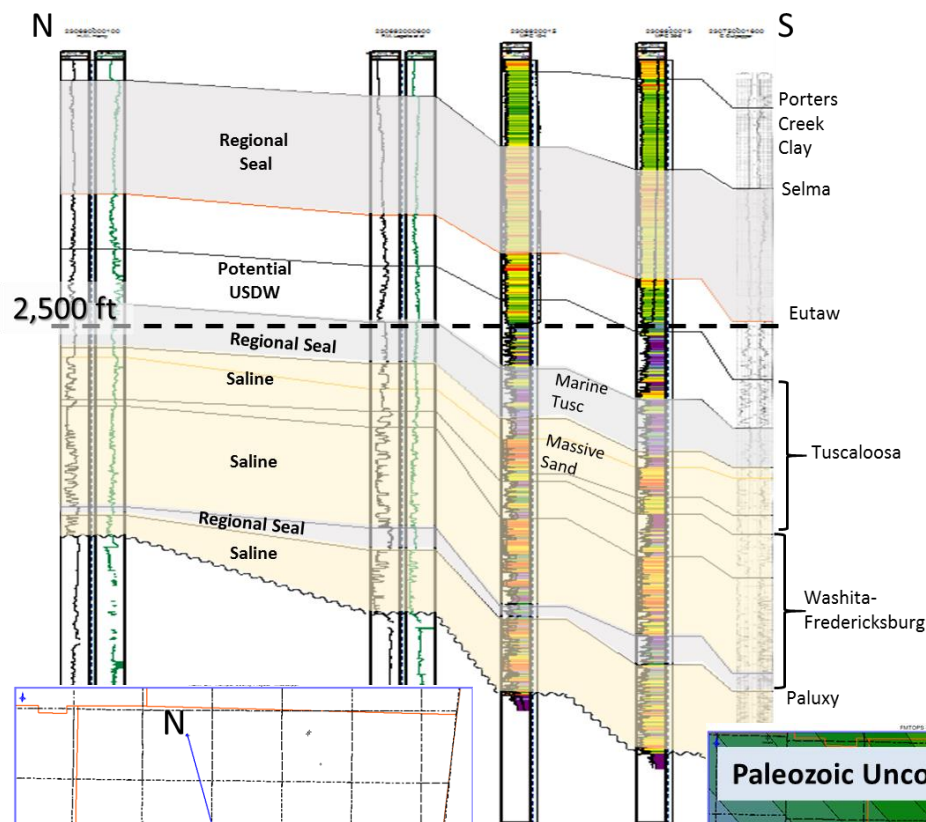 N
S
Porters
Creek
Clay
Regional
Seal
Selma
Potential
USDW
Eutaw
2,500 ft
Regional Seal
Saline
Marine
Tusc
Massive
Sand
Tuscaloosa
Saline
Regional Seal
Saline
Washita-
Fredericksburg
Paluxy
N
Paleozoic Unco